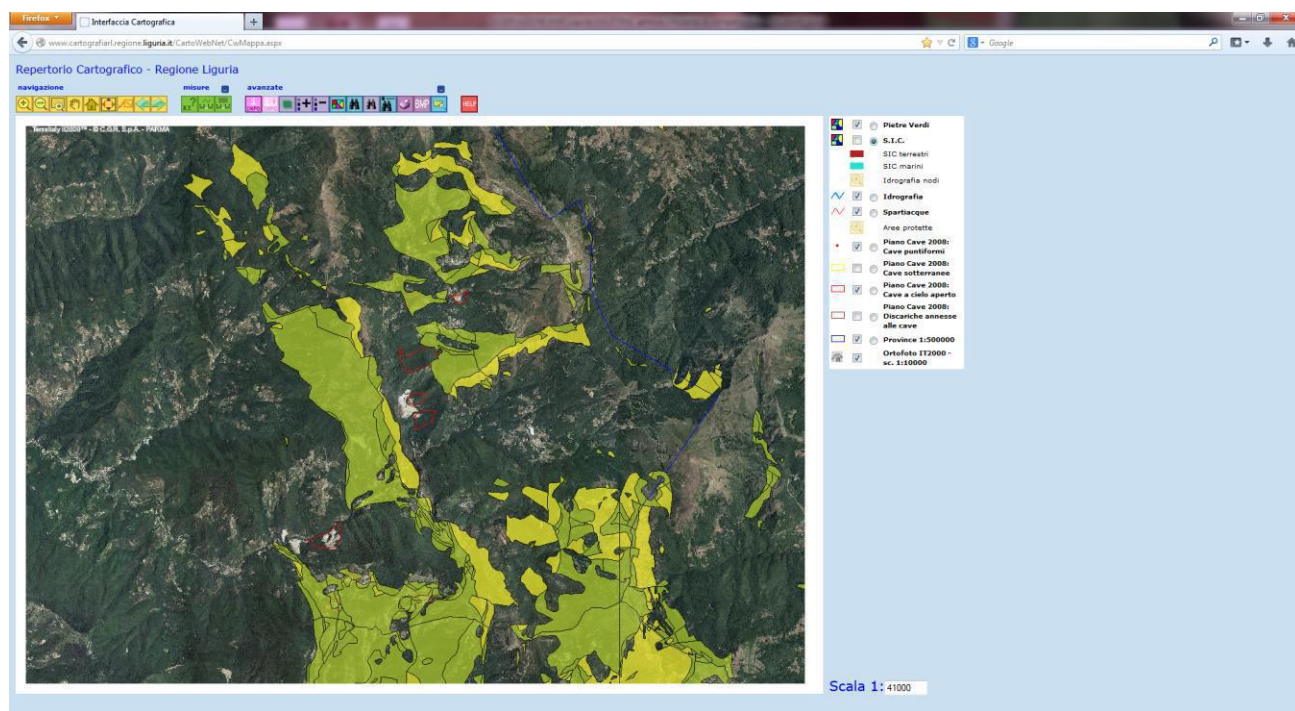 Firefox
Interfaccia Cartografica
www.cartografiarl.regione.liguria.it/CartoWebNet/CwMappa.aspx
Google
Repertorio Cartografico - Regione Liguria
navigazione
misure
avanzate
BMP
HELP
TerraItaly it2000™ - © C.G.R. S.p.A. - PARMA
Pietre Verdi
S.I.C.
SIC terrestri
SIC marini
Idrografia nodi
Idrografia
Spartiacque
Aree protette
Piano Cave 2008:
Cave puntiformi
Piano Cave 2008:
Cave sotterranee
Piano Cave 2008:
Cave a cielo aperto
Piano Cave 2008:
Discariche annesse
alle cave
Province 1:500000
Ortofoto IT2000 -
sc. 1:10000
Scala 1: 41000